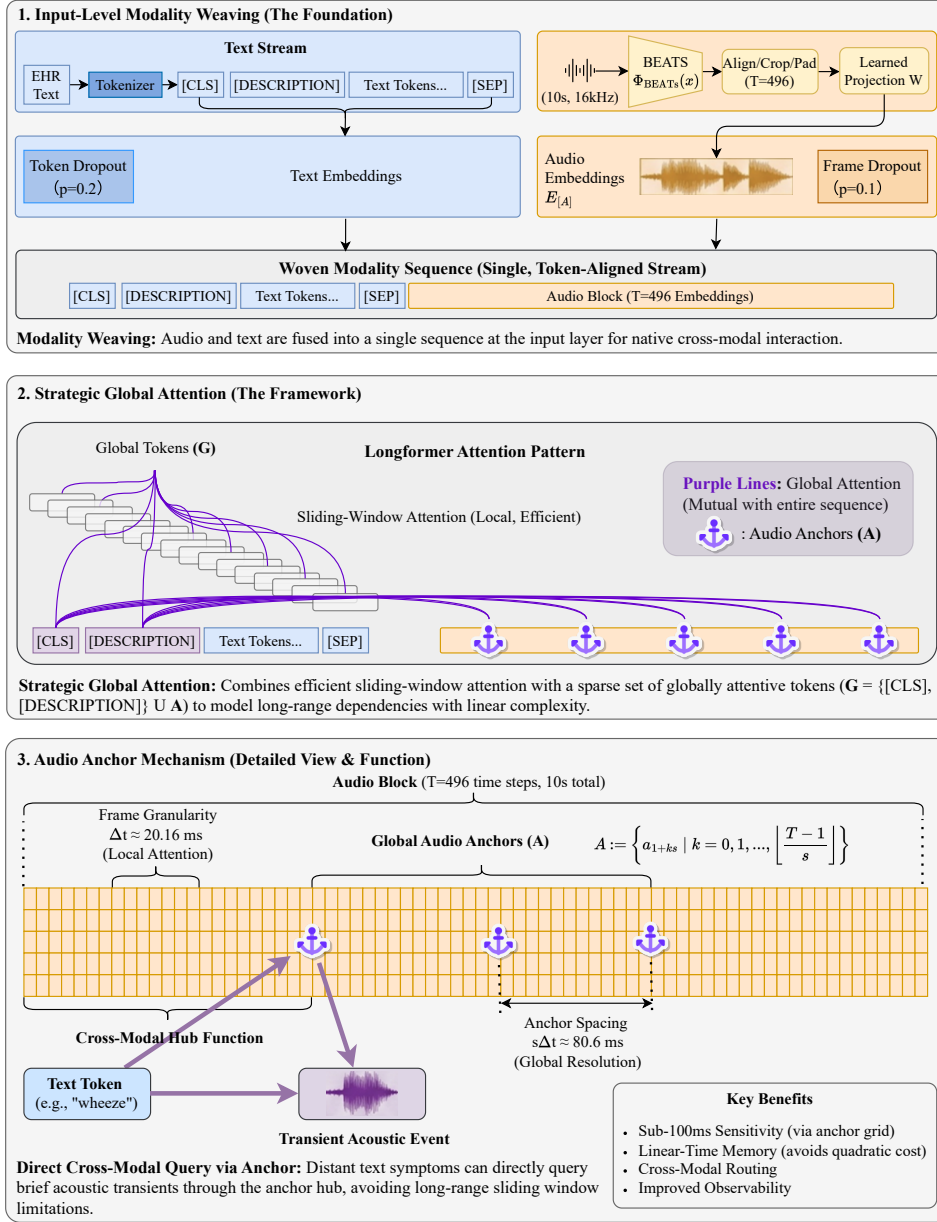 1. Input-Level Modality Weaving (The Foundation)
Text Stream
EHR
Text
Tokenizer
[CLS]
[DESCRIPTION]
Text Tokens...
[SEP]
(10s, 16kHz)
BEATS
Φ_BEATs(x)
Align/Crop/Pad
(T=496)
Learned
Projection W
Token Dropout
(p=0.2)
Text Embeddings
Audio
Embeddings
E_[A]
Frame Dropout
(p=0.1)
Woven Modality Sequence (Single, Token-Aligned Stream)
[CLS]
[DESCRIPTION]
Text Tokens...
[SEP]
Audio Block (T=496 Embeddings)
Modality Weaving: Audio and text are fused into a single sequence at the input layer for native cross-modal interaction.
2. Strategic Global Attention (The Framework)
Global Tokens (G)
Longformer Attention Pattern
Sliding-Window Attention (Local, Efficient)
Purple Lines: Global Attention
(Mutual with entire sequence)
: Audio Anchors (A)
[CLS]
[DESCRIPTION]
Text Tokens...
[SEP]
Strategic Global Attention: Combines efficient sliding-window attention with a sparse set of globally attentive tokens (G = {[CLS],
[DESCRIPTION]} U A) to model long-range dependencies with linear complexity.
3. Audio Anchor Mechanism (Detailed View & Function)
Audio Block (T=496 time steps, 10s total)
Frame Granularity
Δt ≈ 20.16 ms
(Local Attention)
Global Audio Anchors (A)
A := {a_{1+ks} | k = 0, 1, ..., ⌊(T − 1)/s⌋}
Cross-Modal Hub Function
Anchor Spacing
sΔt ≈ 80.6 ms
(Global Resolution)
Text Token
(e.g., "wheeze")
Transient Acoustic Event
Key Benefits
• Sub-100ms Sensitivity (via anchor grid)
• Linear-Time Memory (avoids quadratic cost)
• Cross-Modal Routing
• Improved Observability
Direct Cross-Modal Query via Anchor: Distant text symptoms can directly query
brief acoustic transients through the anchor hub, avoiding long-range sliding window
limitations.